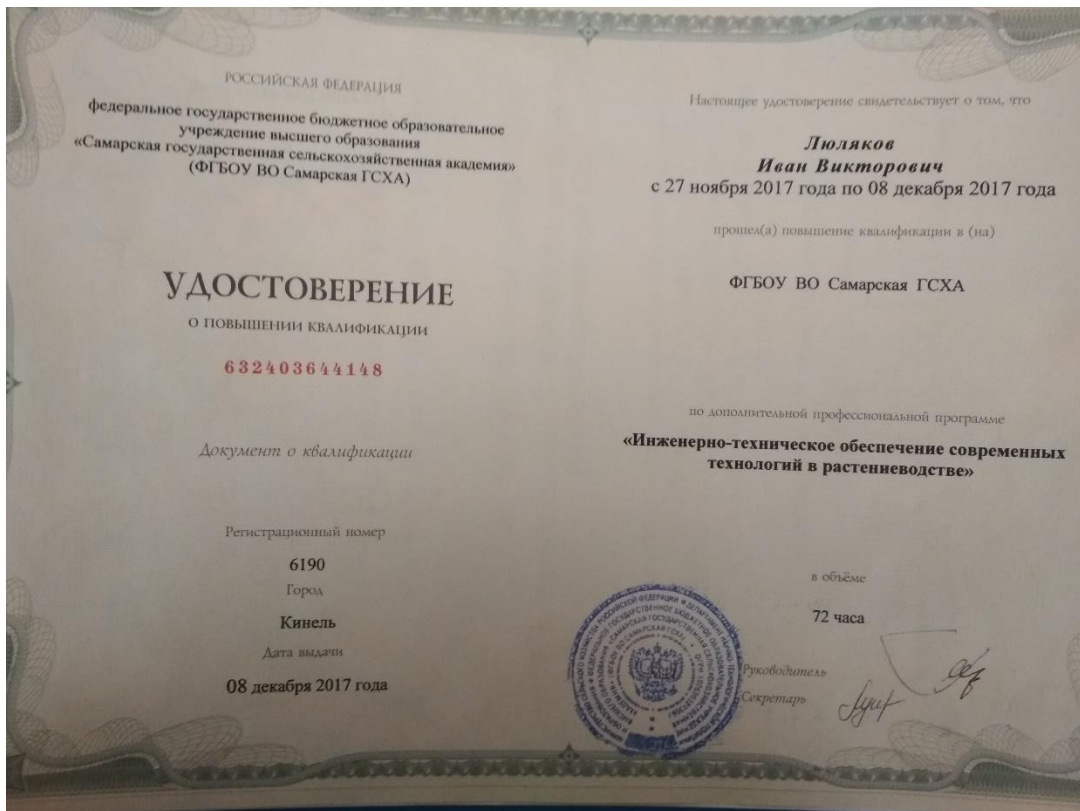 РОССИЙСКАЯ ФЕДЕРАЦИЯ
федеральное государственное бюджетное образовательное
учреждение высшего образования
«Самарская государственная сельскохозяйственная академия»
(ФГБОУ ВО Самарская ГСХА)
УДОСТОВЕРЕНИЕ
О ПОВЫШЕНИИ КВАЛИФИКАЦИИ
632403644148
Документ о квалификации
Регистрационный номер
6190
Город
Кинель
Дата выдачи
08 декабря 2017 года
Настоящее удостоверение свидетельствует о том, что
Люляков
Иван Викторович
с 27 ноября 2017 года по 08 декабря 2017 года
прошел(а) повышение квалификации в (на)
ФГБОУ ВО Самарская ГСХА
по дополнительной профессиональной программе
«Инженерно-техническое обеспечение современных
технологий в растениеводстве»
в объёме
72 часа
Руководитель
Секретарь